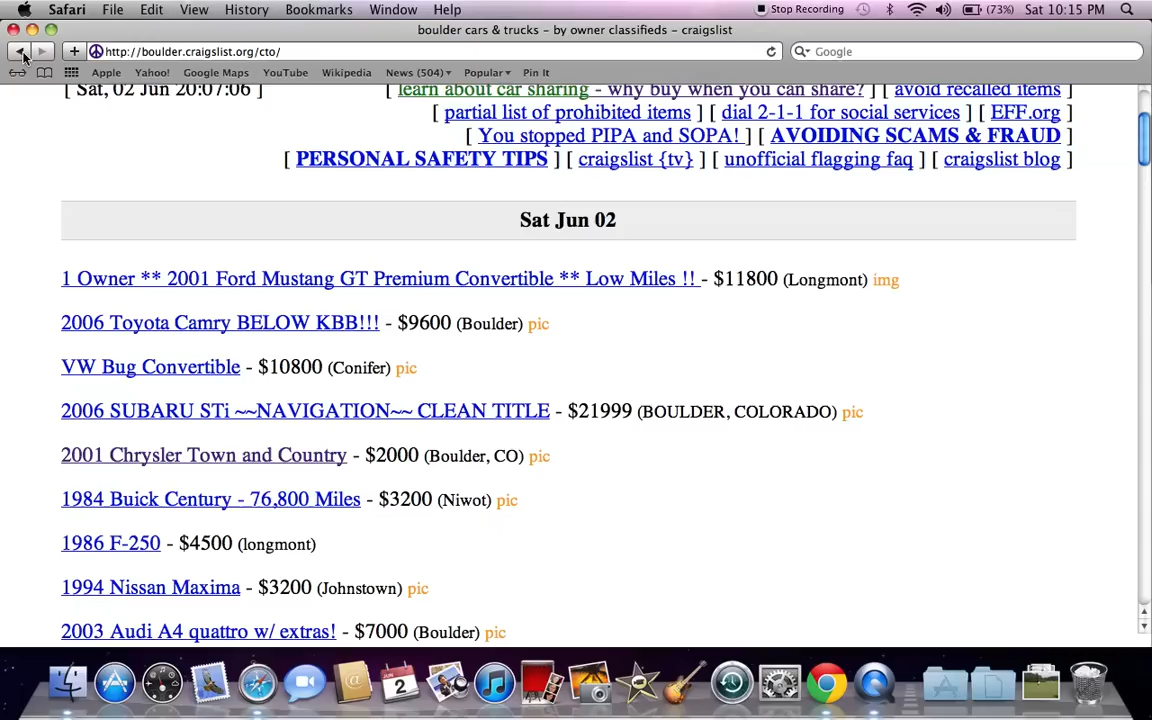 Safari File Edit View History Bookmarks Window Help Stop Recording (73%) Sat 10:15 PM
boulder cars & trucks - by owner classifieds - craigslist
http://boulder.craigslist.org/cto/ Google
Apple Yahoo! Google Maps YouTube Wikipedia News (504) Popular Pin It
[ Sat, 02 Jun 20:07:06 ] [ learn about car sharing - why buy when you can share? ] [ avoid recalled items ]
[ partial list of prohibited items ] [ dial 2-1-1 for social services ] [ EFF.org ]
[ You stopped PIPA and SOPA! ] [ AVOIDING SCAMS & FRAUD ]
[ PERSONAL SAFETY TIPS ] [ craigslist {tv} ] [ unofficial flagging faq ] [ craigslist blog ]
Sat Jun 02
1 Owner ** 2001 Ford Mustang GT Premium Convertible ** Low Miles !! - $11800 (Longmont) img
2006 Toyota Camry BELOW KBB!!! - $9600 (Boulder) pic
VW Bug Convertible - $10800 (Conifer) pic
2006 SUBARU STi ~~NAVIGATION~~ CLEAN TITLE - $21999 (BOULDER, COLORADO) pic
2001 Chrysler Town and Country - $2000 (Boulder, CO) pic
1984 Buick Century - 76,800 Miles - $3200 (Niwot) pic
1986 F-250 - $4500 (longmont)
1994 Nissan Maxima - $3200 (Johnstown) pic
2003 Audi A4 quattro w/ extras! - $7000 (Boulder) pic
JUN
2